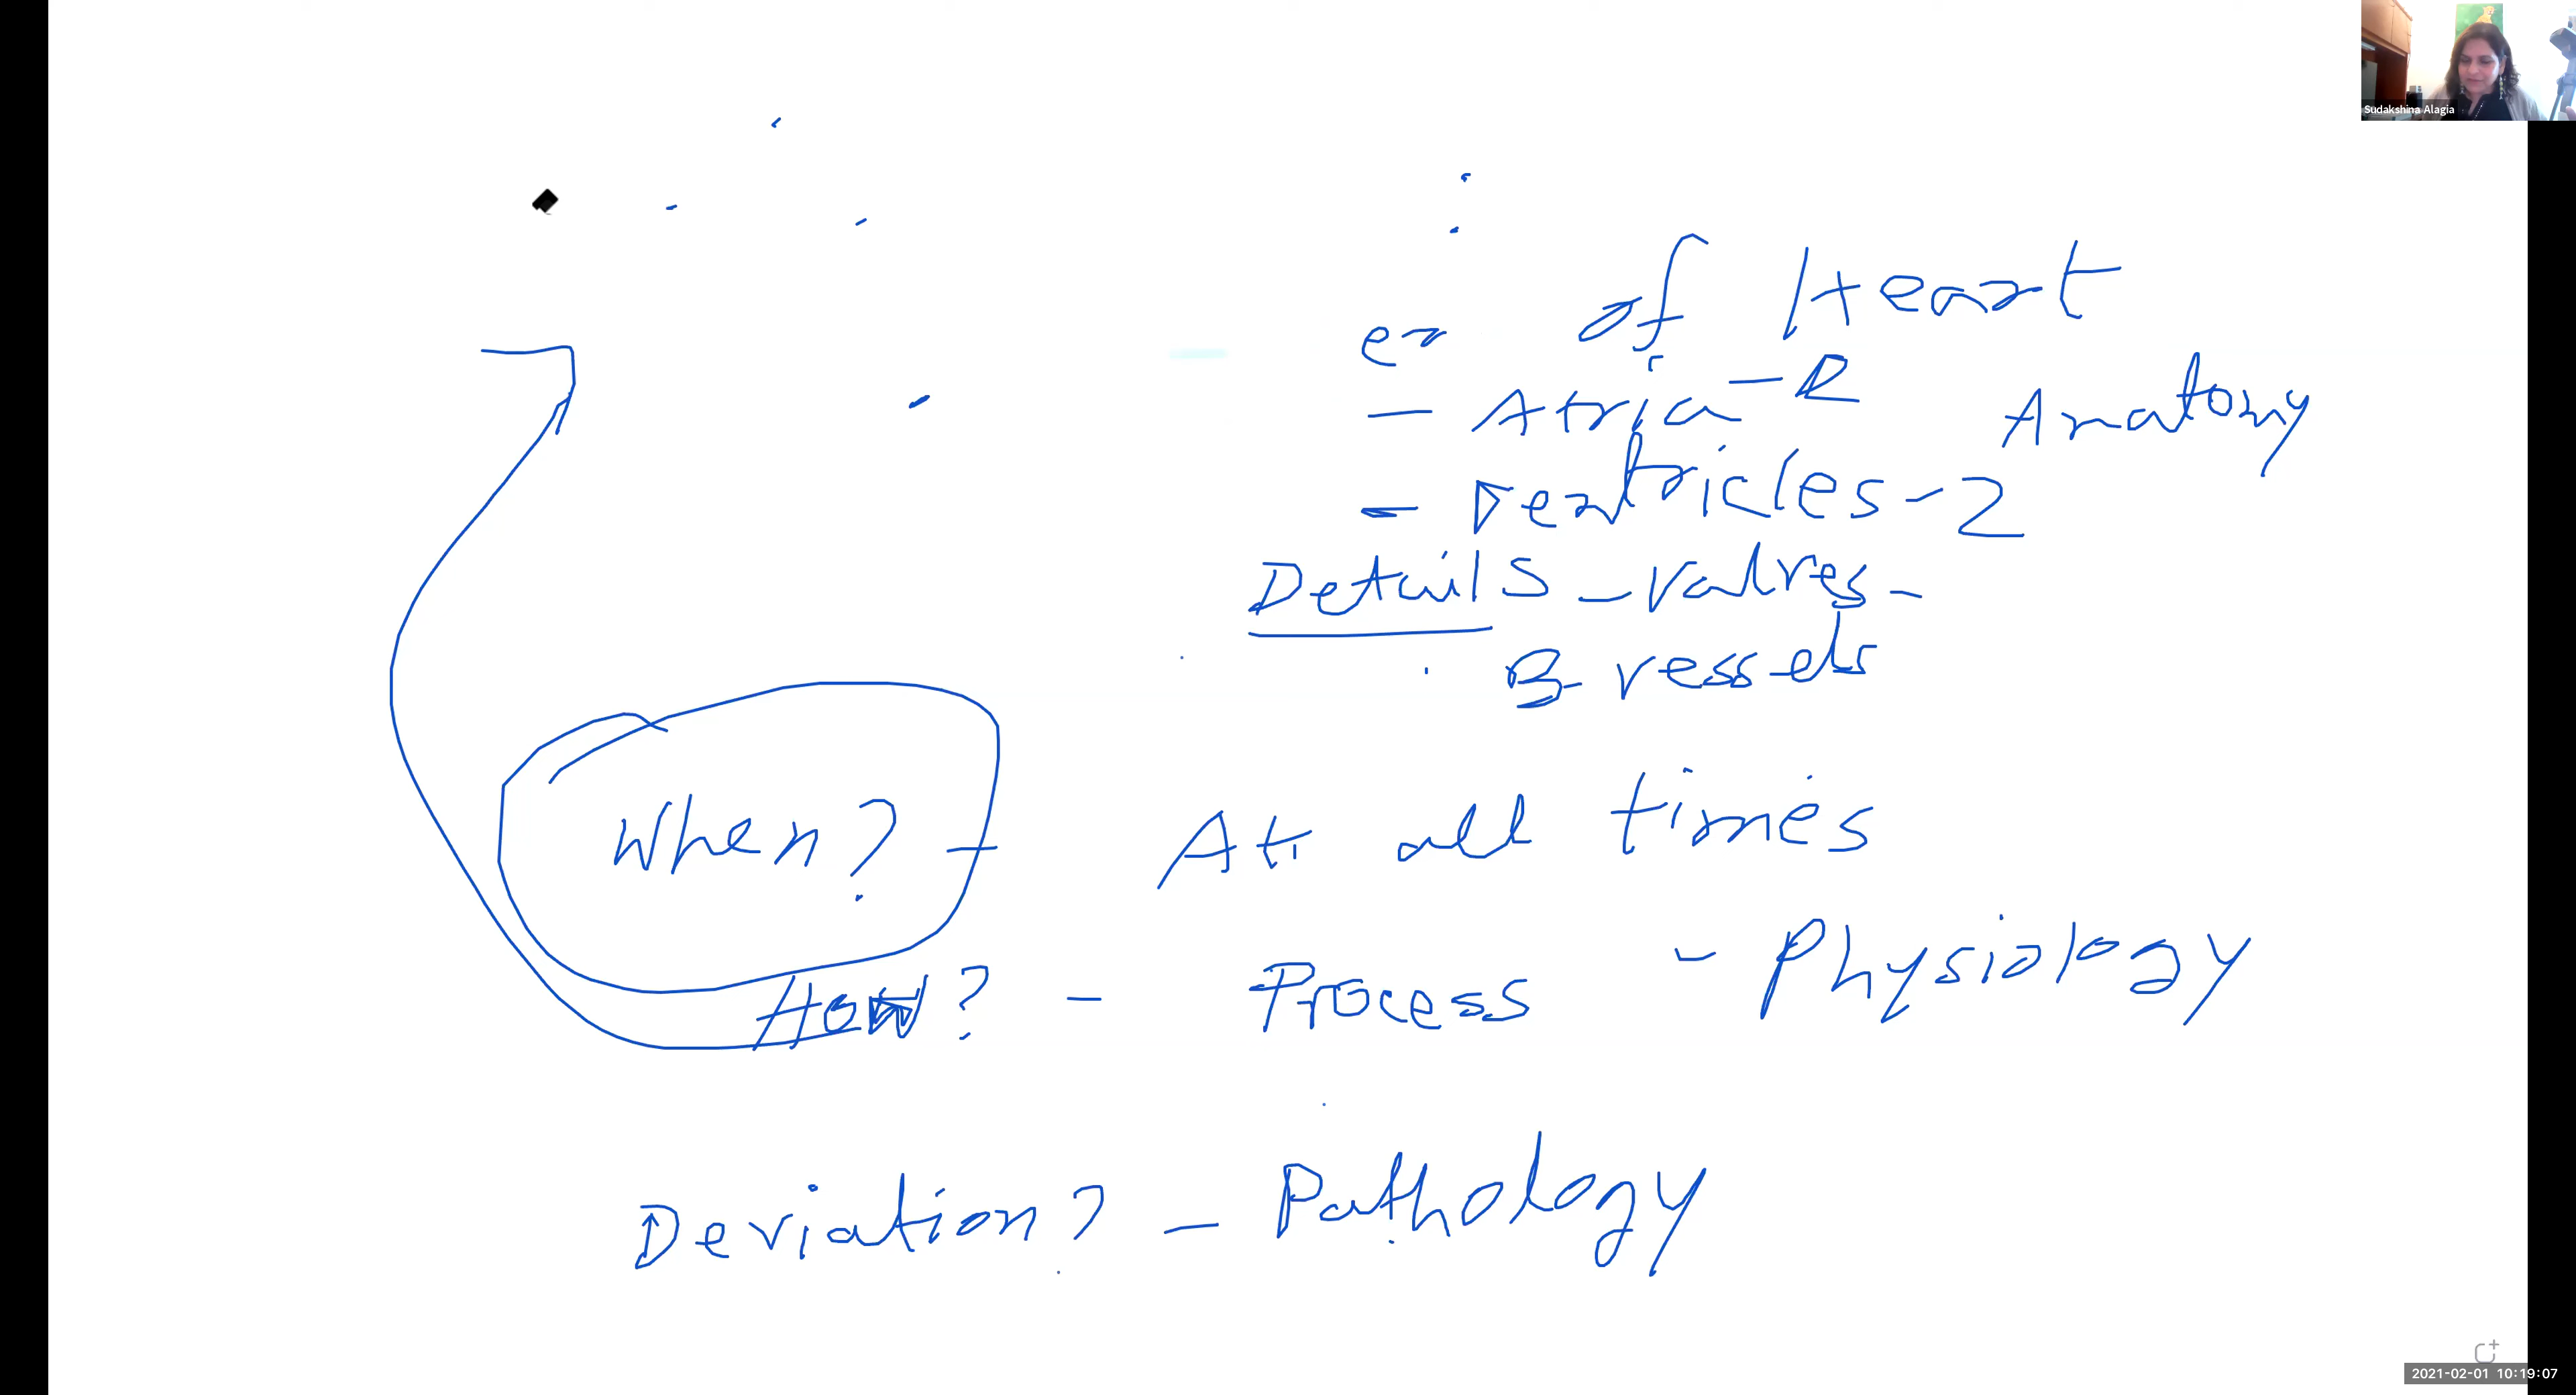 Sudakshina Alagia
er of Heart
- Atria - 2
Anatomy
- Ventricles - 2
Details - Valves -
B. vessels
When? - At all times
How? - Process - Physiology
Deviation? - Pathology
2021-02-01 10:19:07